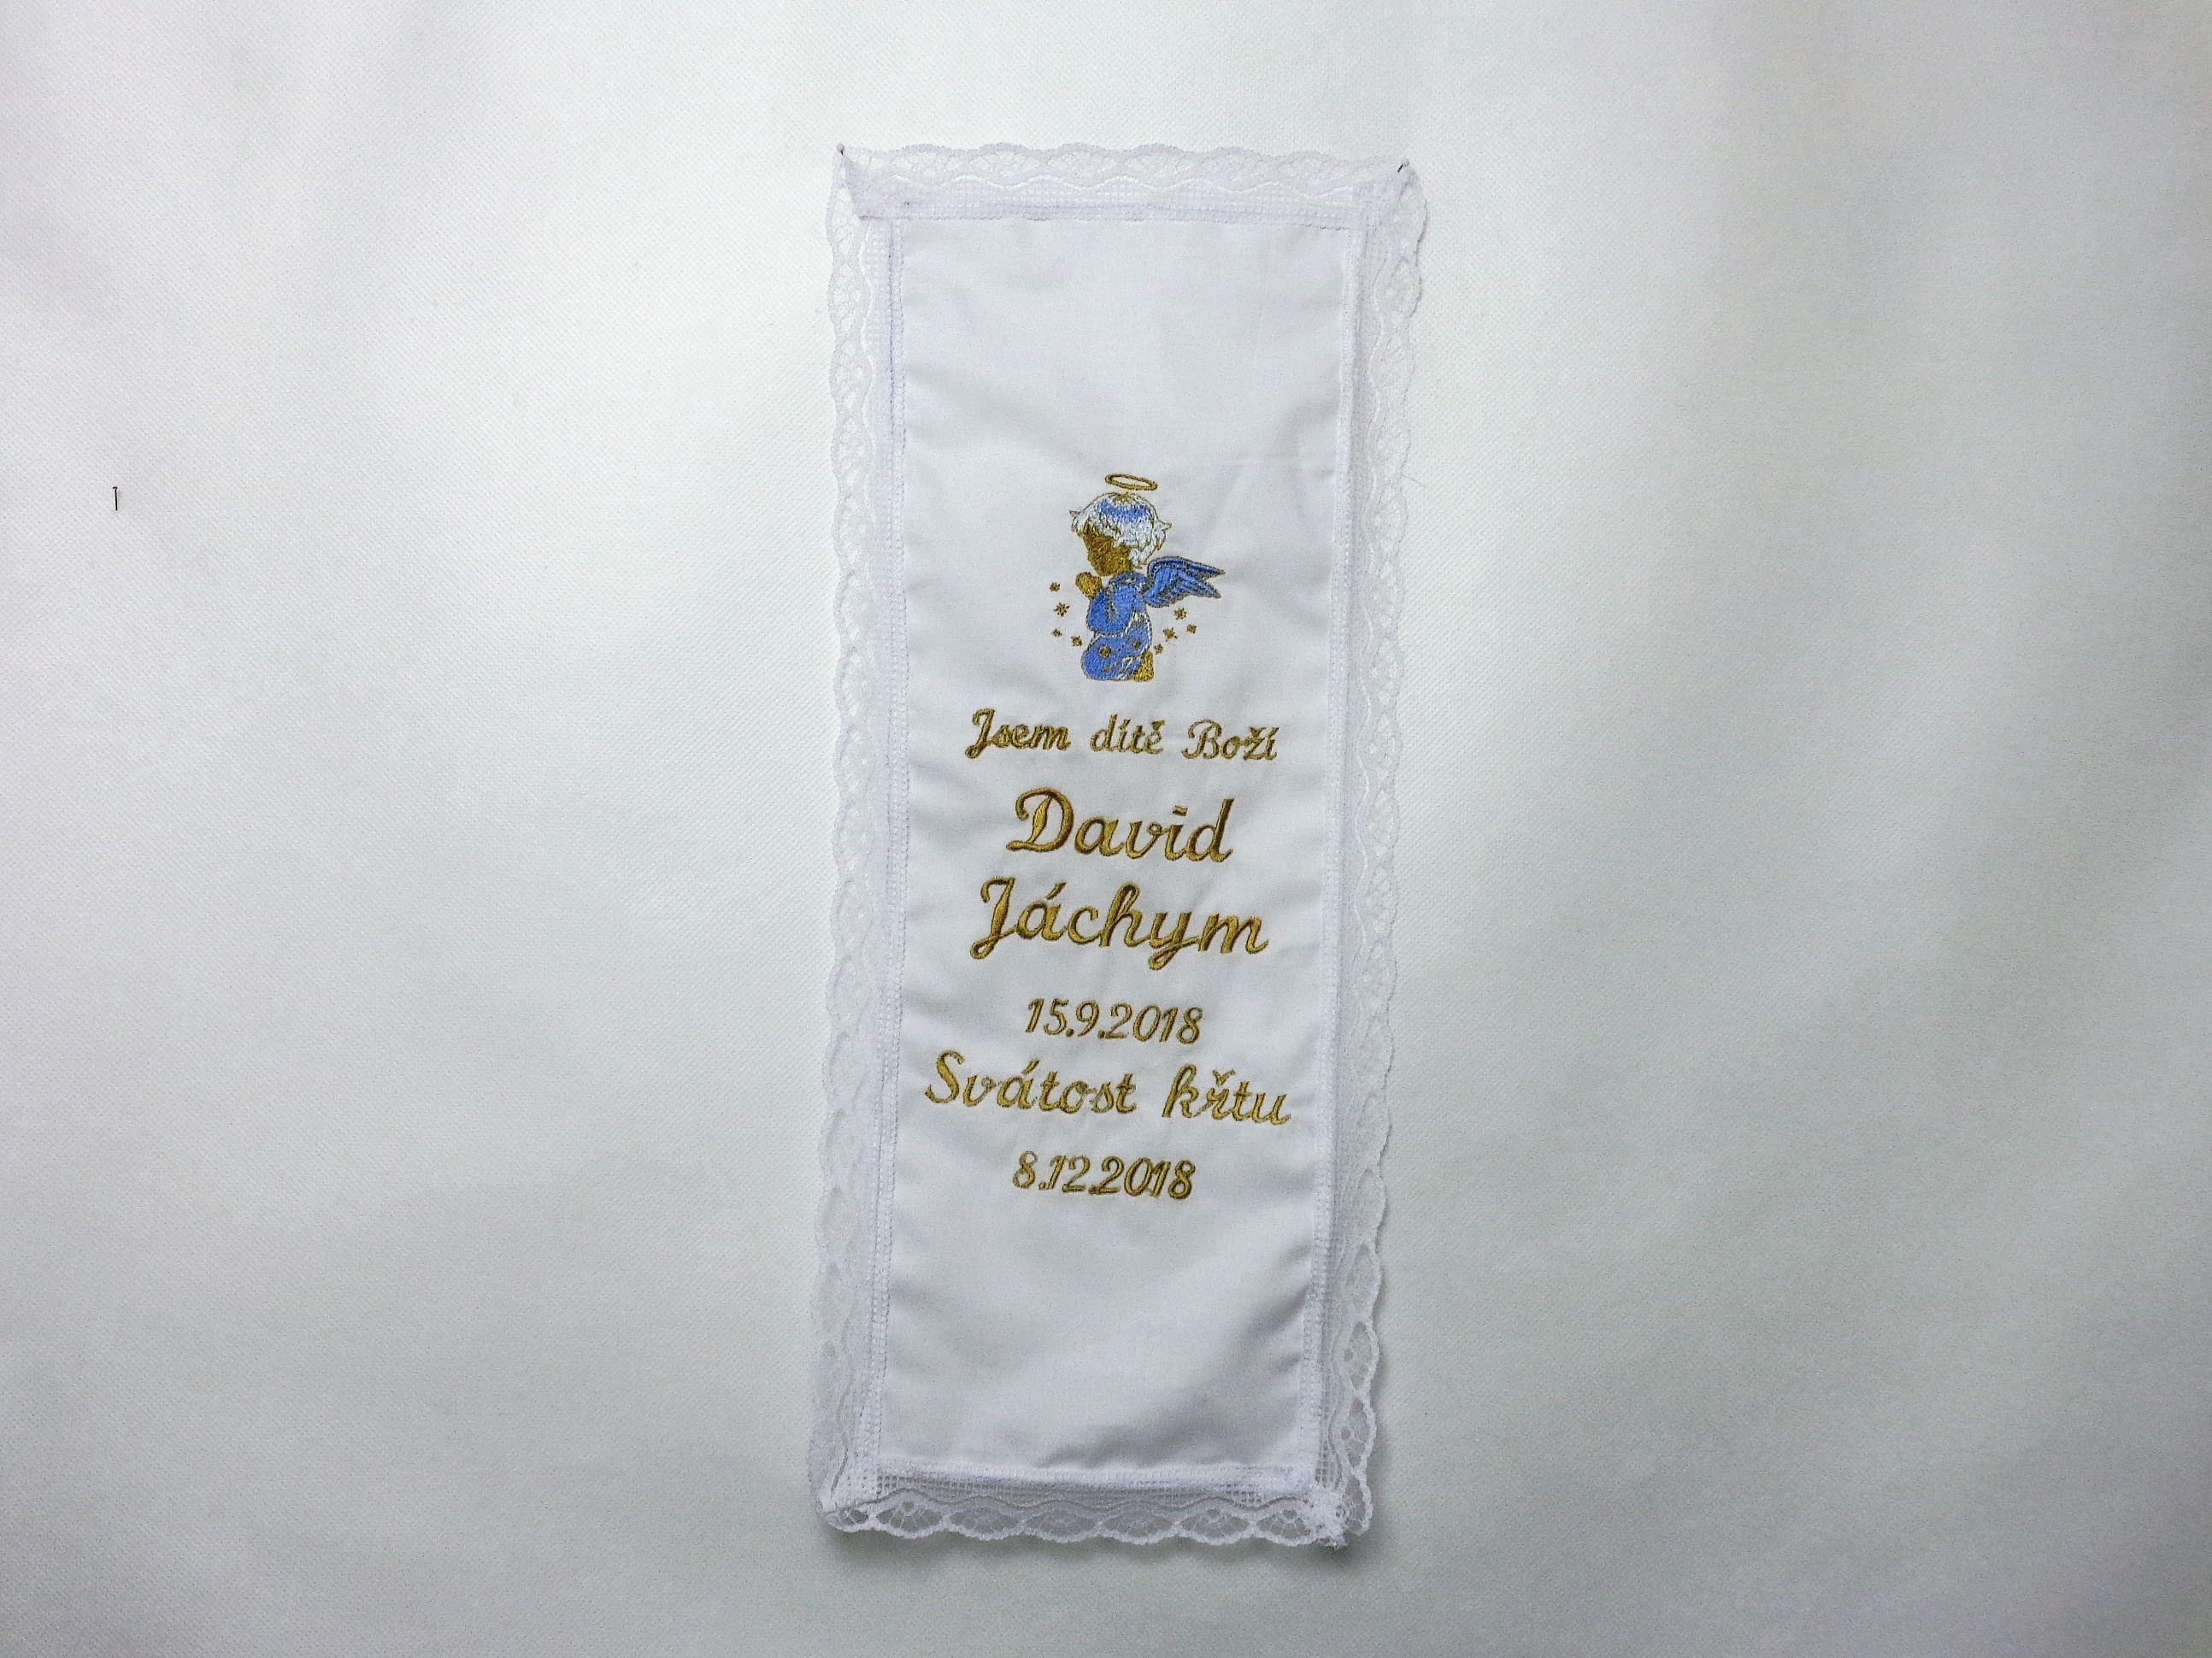 Jsem dítě Boží
David
Jáchym
15.9.2018
Svátost křtu
8.12.2018